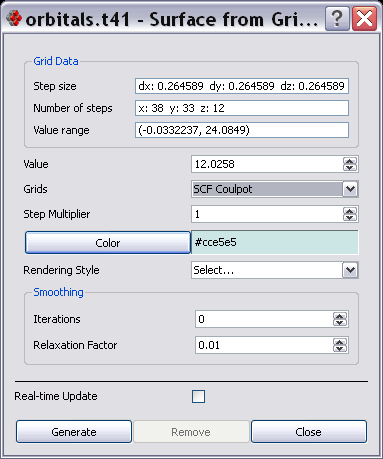 orbitals.t41 - Surface from Gri...
Grid Data
Step size dx: 0.264589 dy: 0.264589 dz: 0.264589
Number of steps x: 38 y: 33 z: 12
Value range (-0.0332237, 24.0849)
Value 12.0258
Grids SCF Coulpot
Step Multiplier 1
Color #cce5e5
Rendering Style Select...
Smoothing
Iterations 0
Relaxation Factor 0.01
Real-time Update
Generate Remove Close